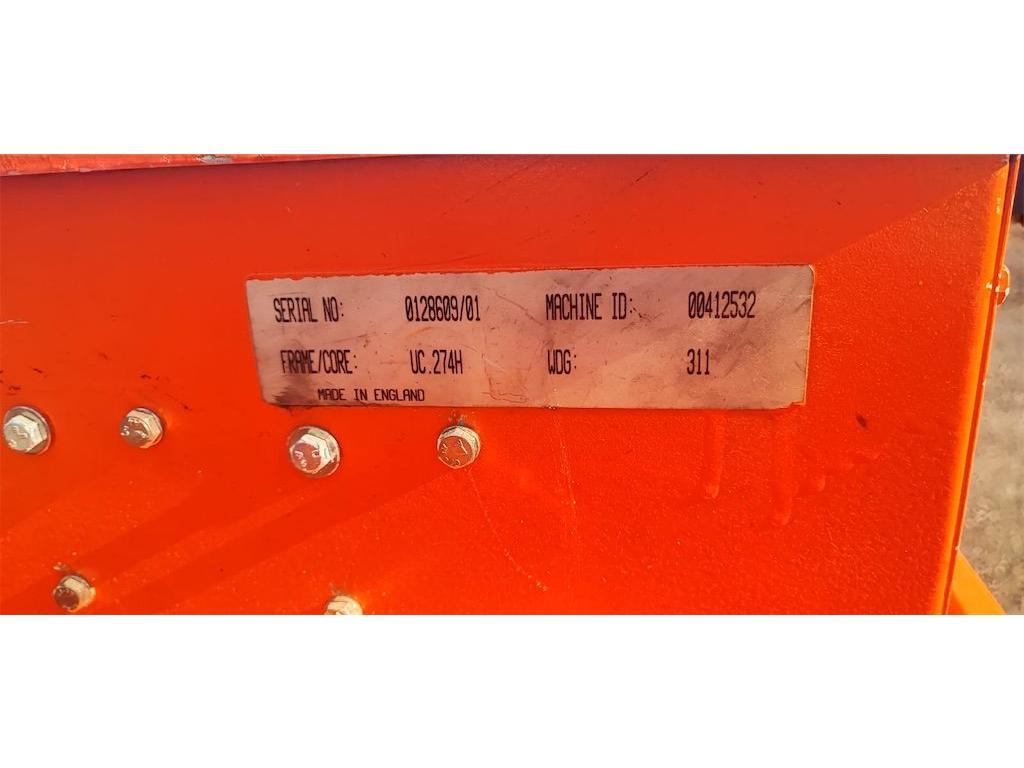 SERIAL NO: 0128609/01 MACHINE ID: 00412532
FRAME/CORE: UC.274H WDG: 311
MADE IN ENGLAND